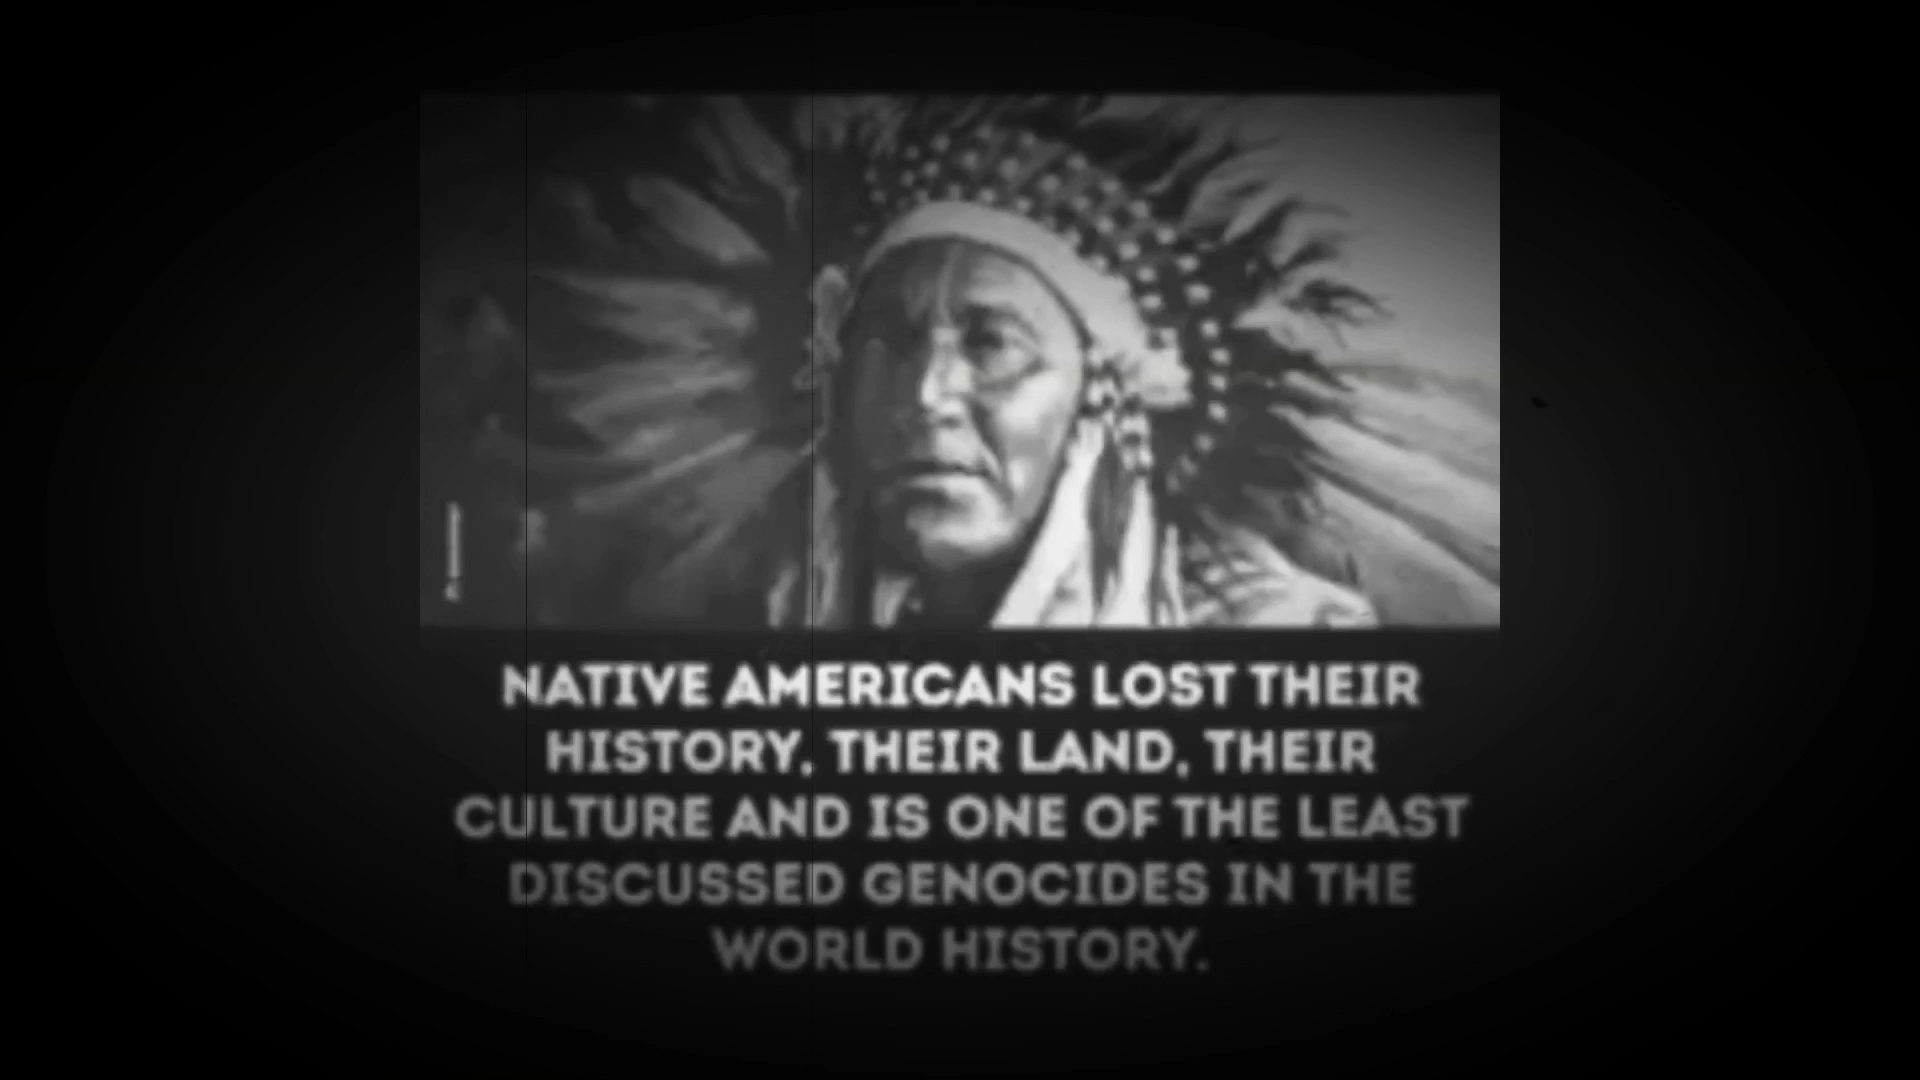 NATIVE AMERICANS LOST THEIR
HISTORY, THEIR LAND, THEIR
CULTURE AND IS ONE OF THE LEAST
DISCUSSED GENOCIDES IN THE
WORLD HISTORY.